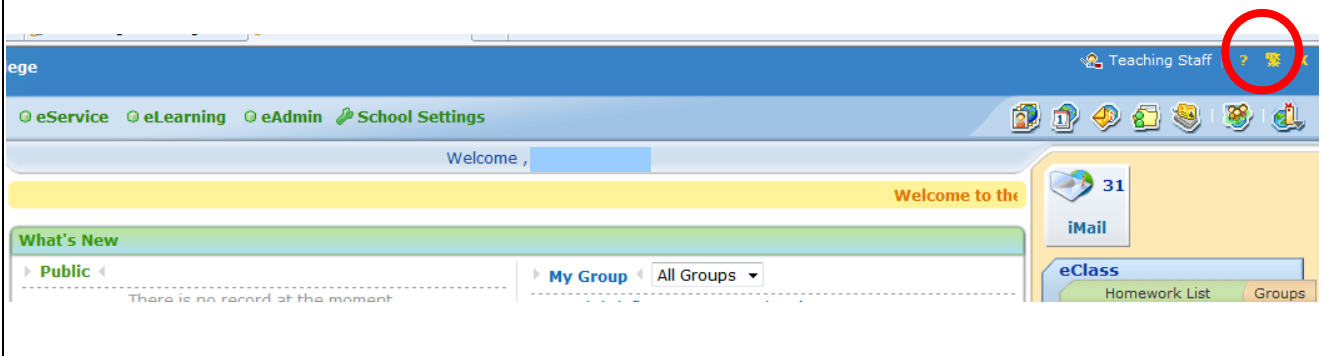 Teaching Staff | ? 繁 X
ege
eService eLearning eAdmin School Settings
1
Welcome ,
Welcome to the
31
iMail
What's New
Public
My Group All Groups
There is no record at the moment
eClass
Homework List Groups